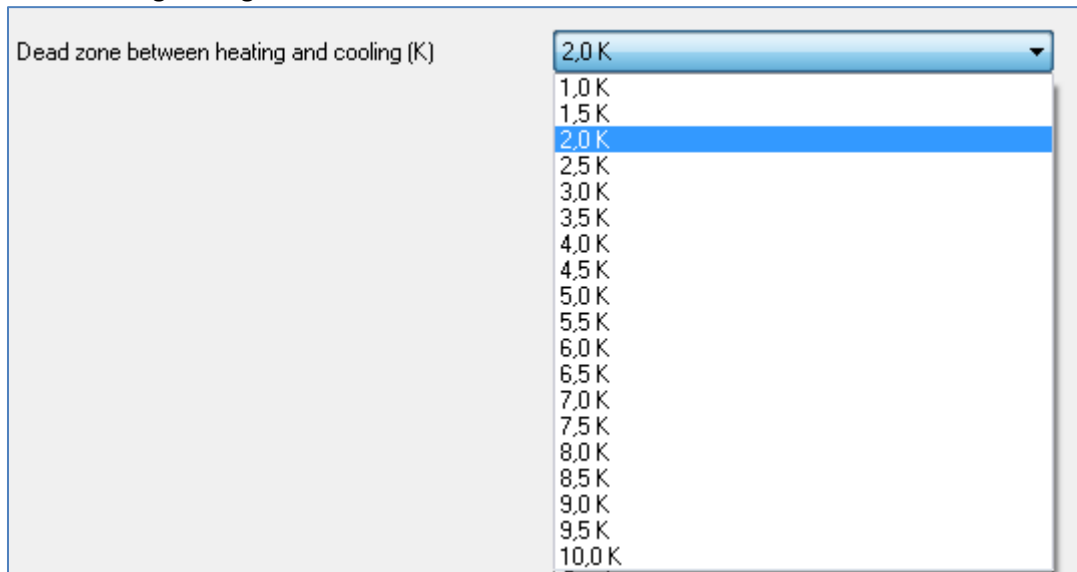 Dead zone between heating and cooling (K)
2,0 K
1,0 K
1,5 K
2,0 K
2,5 K
3,0 K
3,5 K
4,0 K
4,5 K
5,0 K
5,5 K
6,0 K
6,5 K
7,0 K
7,5 K
8,0 K
8,5 K
9,0 K
9,5 K
10,0 K